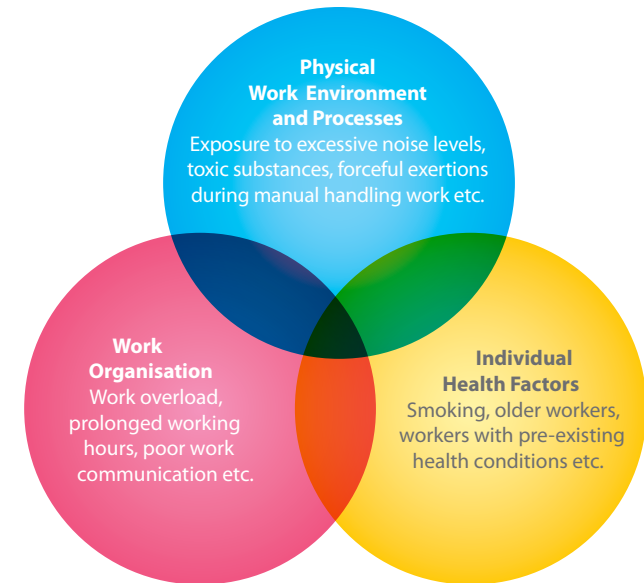 Physical
Work Environment
and Processes
Exposure to excessive noise levels,
toxic substances, forceful exertions
during manual handling work etc.
Work
Organisation
Work overload,
prolonged working
hours, poor work
communication etc.
Individual
Health Factors
Smoking, older workers,
workers with pre-existing
health conditions etc.